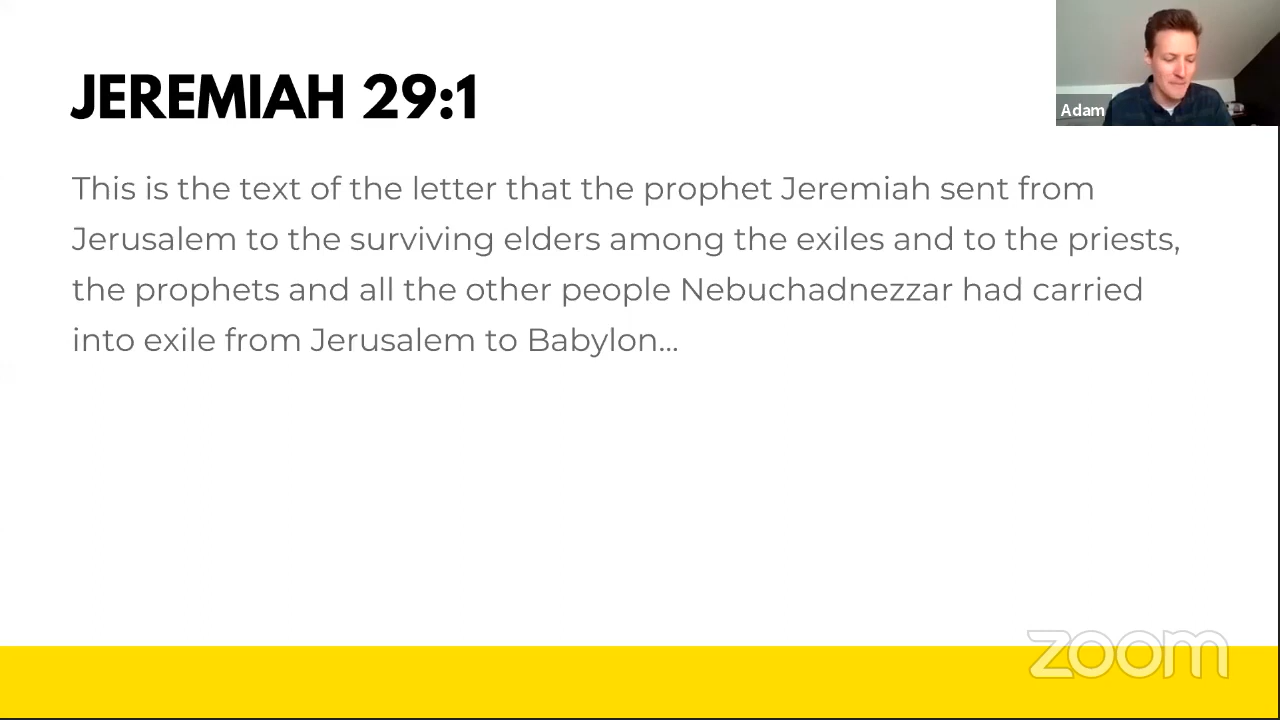 JEREMIAH 29:1
Adam
This is the text of the letter that the prophet Jeremiah sent from
Jerusalem to the surviving elders among the exiles and to the priests,
the prophets and all the other people Nebuchadnezzar had carried
into exile from Jerusalem to Babylon...
zoom